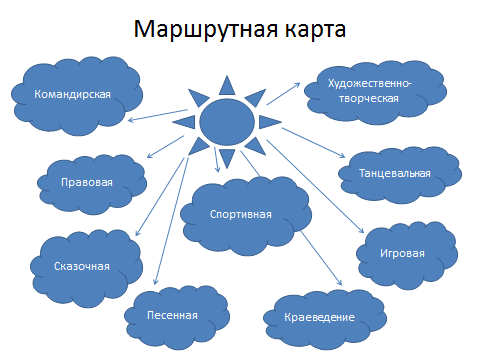 Маршрутная карта
Командирская
Художественно-
творческая
Правовая
Танцевальная
Спортивная
Сказочная
Игровая
Песенная
Краеведение